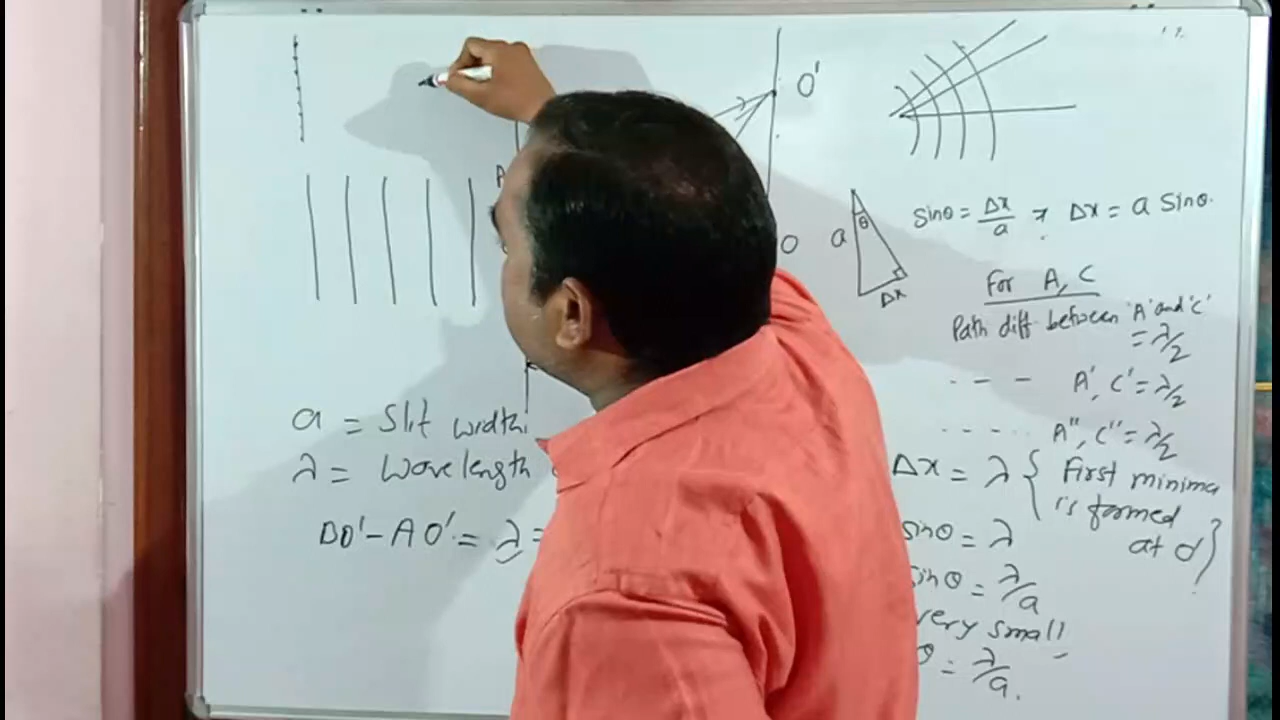 O'
A
O
a
θ
Δx
Sinθ = Δx/a ⇒ Δx = a Sinθ.
For A, C
Path diff between 'A' and 'C'
= λ/2
- - - A', C' = λ/2
- - - - A'', C'' = λ/2
a = Slit width
λ = Wavelength
Δx = λ { First minima
is formed
at O' }
DO' - AO' = λ =
sinθ = λ
sinθ = λ/a
very small
θ = λ/a.